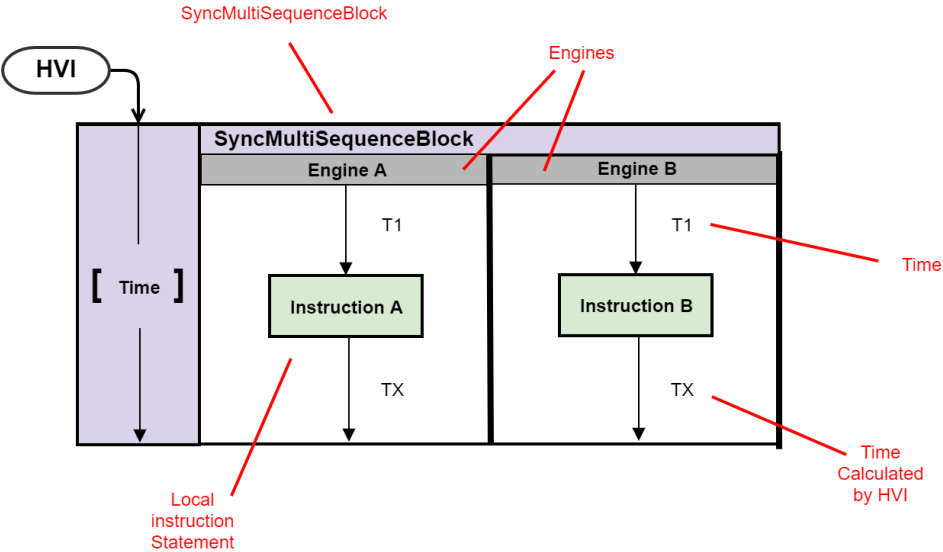 SyncMultiSequenceBlock
Engines
HVI
SyncMultiSequenceBlock
Engine A
Engine B
T1
T1
Time
[ Time ]
Instruction A
Instruction B
TX
TX
Time
Calculated
by HVI
Local
instruction
Statement